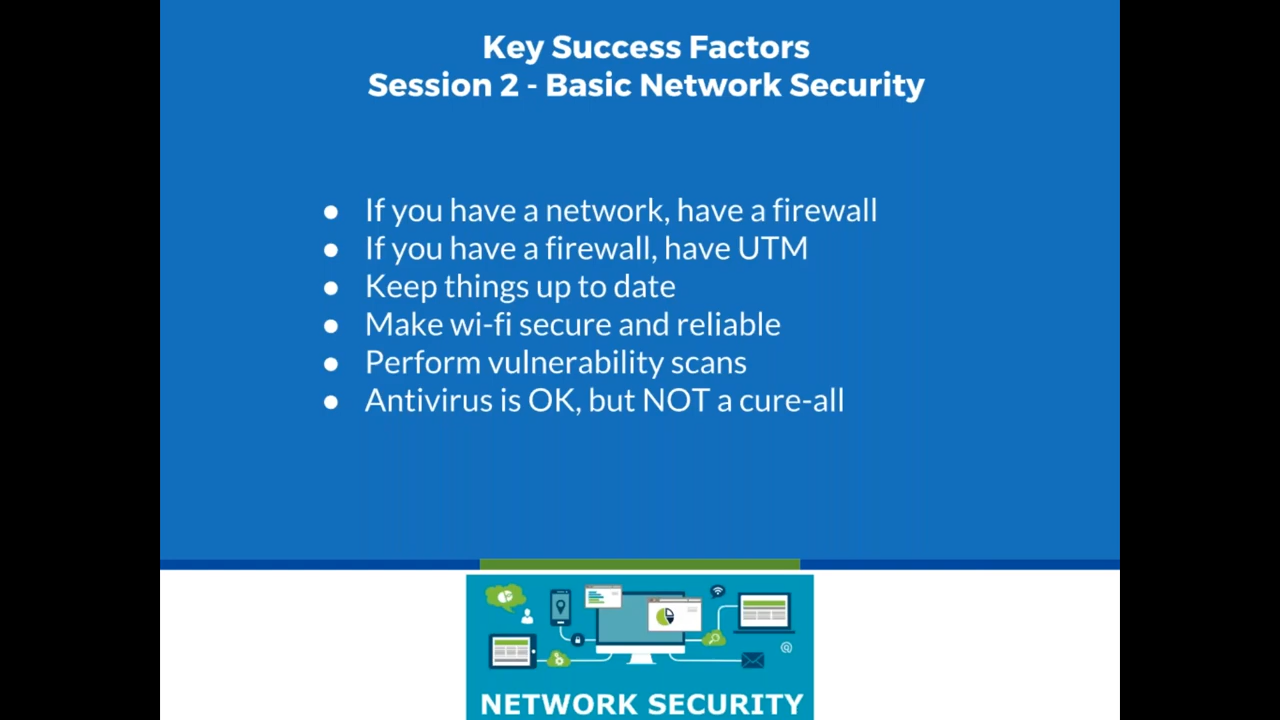 Key Success Factors
Session 2 - Basic Network Security
● If you have a network, have a firewall
● If you have a firewall, have UTM
● Keep things up to date
● Make wi-fi secure and reliable
● Perform vulnerability scans
● Antivirus is OK, but NOT a cure-all
@
NETWORK SECURITY